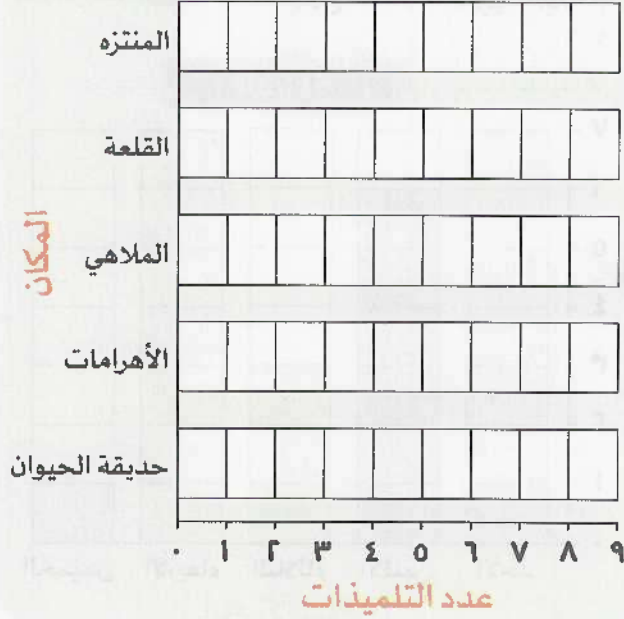 المنتزه
القلعة
الملاهي
الأهرامات
حديقة الحيوان
المكان
٠ ١ ٢ ٣ ٤ ٥ ٦ ٧ ٨ ٩
عدد التلميذات